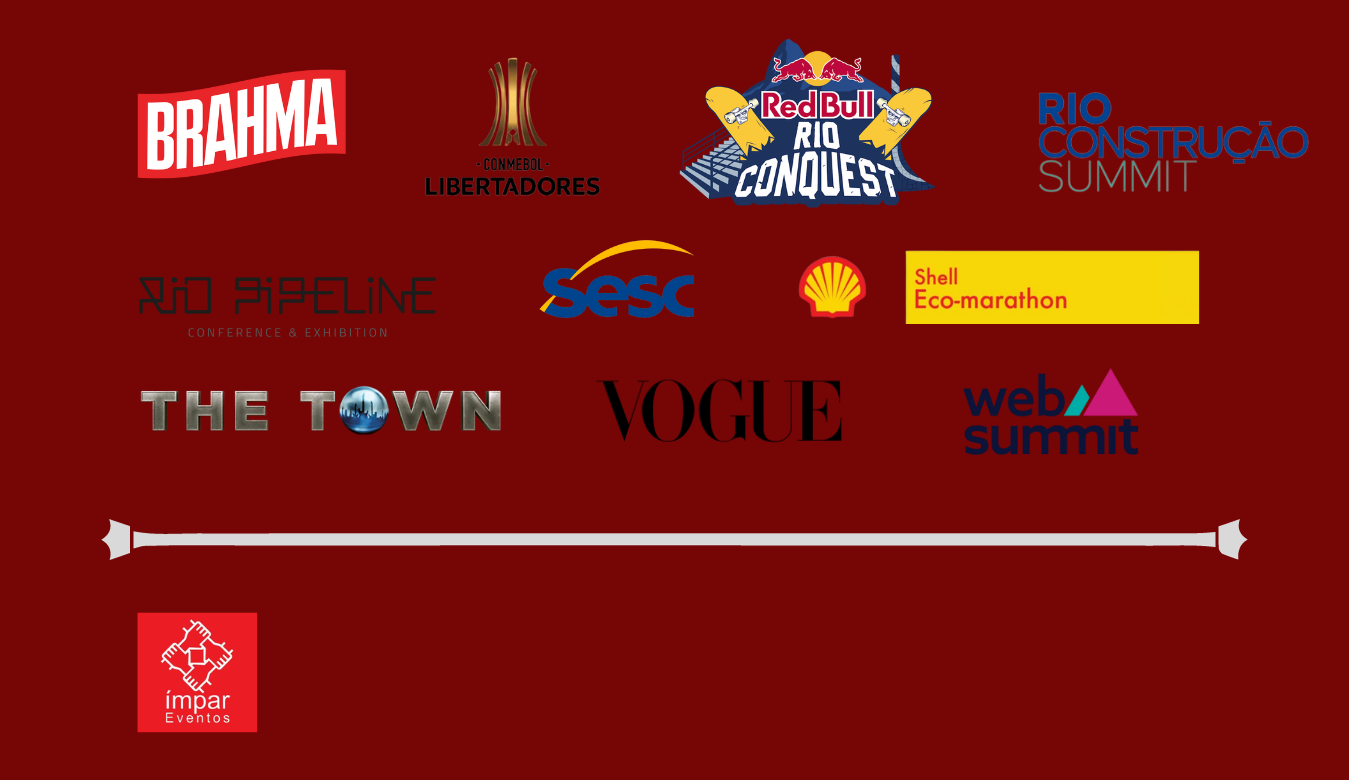 BRAHMA
·CONMEBOL·
LIBERTADORES
Red Bull
RIO
CONQUEST
RIO
CONSTRUÇÃO
SUMMIT
RIO PIPELINE
CONFERENCE & EXHIBITION
Sesc
Shell
Eco-marathon
THE TOWN
VOGUE
web
summit
ímpar
Eventos